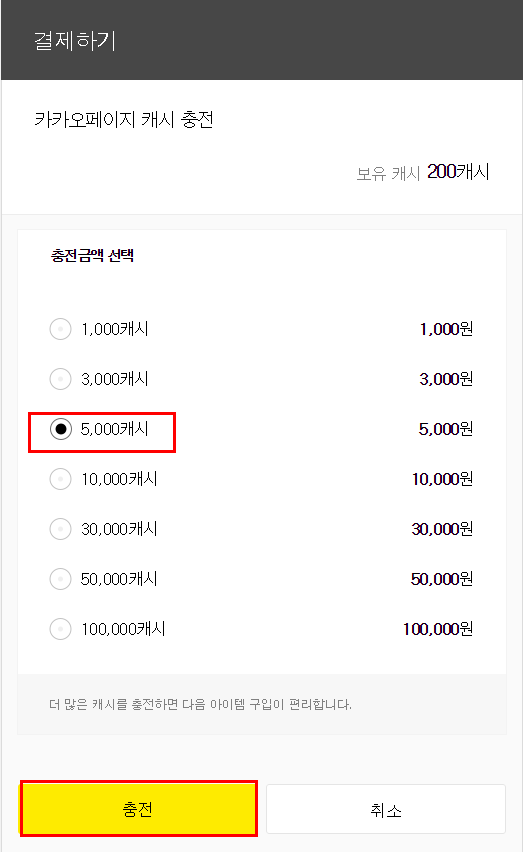 결제하기
카카오페이지 캐시 충전
보유 캐시 200캐시
충전금액 선택
1,000캐시 1,000원
3,000캐시 3,000원
5,000캐시 5,000원
10,000캐시 10,000원
30,000캐시 30,000원
50,000캐시 50,000원
100,000캐시 100,000원
더 많은 캐시를 충전하면 다음 아이템 구입이 편리합니다.
충전 취소